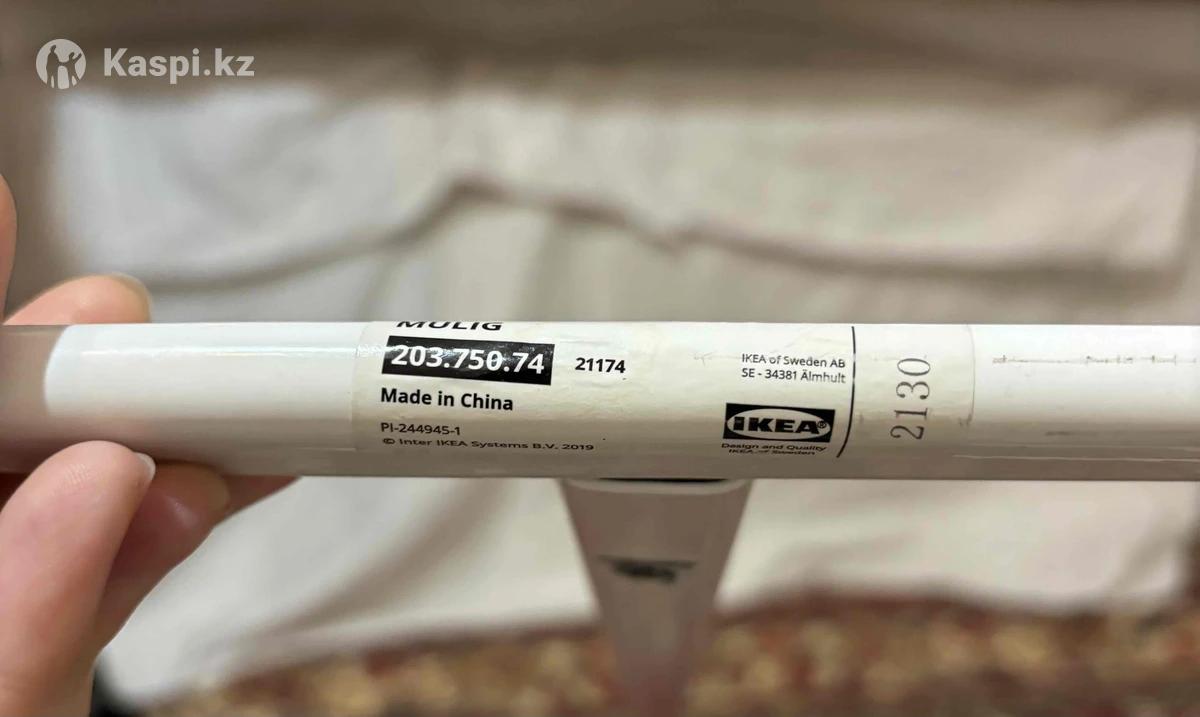 Kaspi.kz
MULIG
203.750.74
21174
Made in China
PI-244945-1
© Inter IKEA Systems B.V. 2019
IKEA of Sweden AB
SE - 34381 Älmhult
IKEA®
Design and Quality
IKEA of Sweden
2130